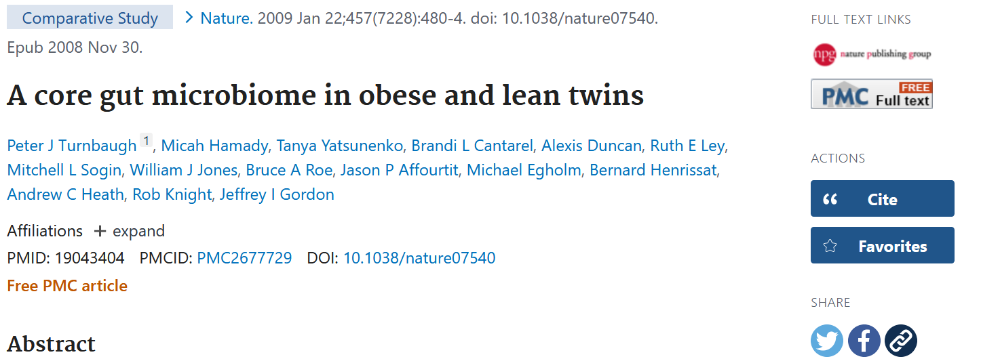 Comparative Study > Nature. 2009 Jan 22;457(7228):480-4. doi: 10.1038/nature07540.
Epub 2008 Nov 30.
A core gut microbiome in obese and lean twins
Peter J Turnbaugh 1, Micah Hamady, Tanya Yatsunenko, Brandi L Cantarel, Alexis Duncan, Ruth E Ley,
Mitchell L Sogin, William J Jones, Bruce A Roe, Jason P Affourtit, Michael Egholm, Bernard Henrissat,
Andrew C Heath, Rob Knight, Jeffrey I Gordon
Affiliations + expand
PMID: 19043404 PMCID: PMC2677729 DOI: 10.1038/nature07540
Free PMC article
Abstract
FULL TEXT LINKS
npg nature publishing group
PMC FREE
Full text
ACTIONS
Cite
Favorites
SHARE